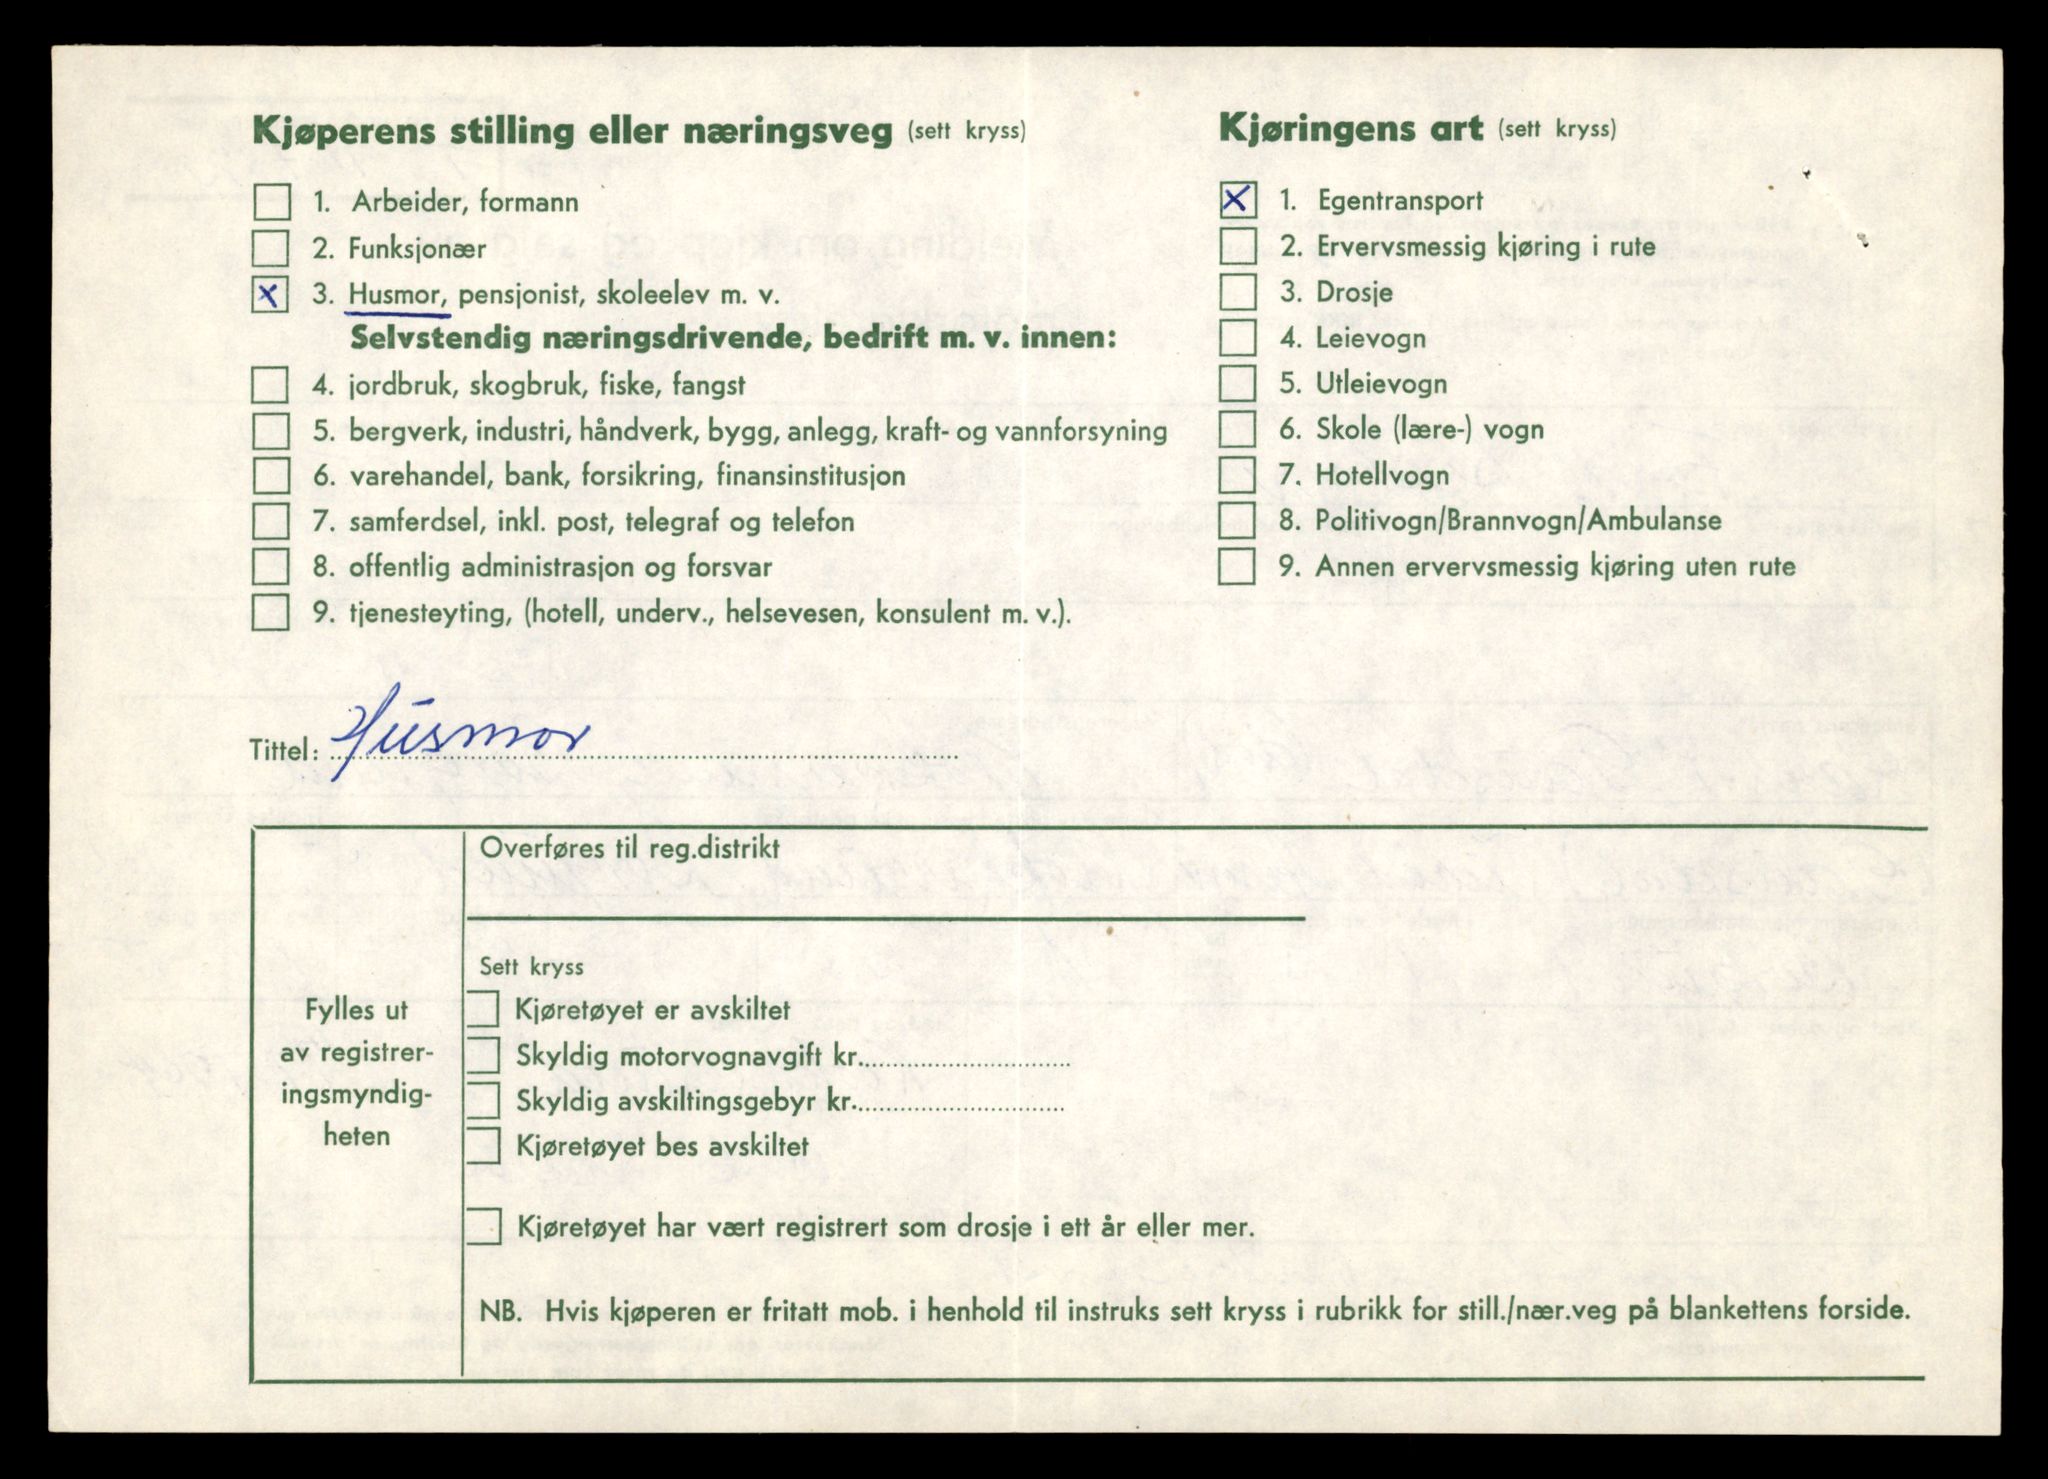 Kjøperens stilling eller næringsveg (sett kryss)
1. Arbeider, formann
2. Funksjonær
x 3. Husmor, pensjonist, skoleelev m. v.
Selvstendig næringsdrivende, bedrift m. v. innen:
4. jordbruk, skogbruk, fiske, fangst
5. bergverk, industri, håndverk, bygg, anlegg, kraft- og vannforsyning
6. varehandel, bank, forsikring, finansinstitusjon
7. samferdsel, inkl. post, telegraf og telefon
8. offentlig administrasjon og forsvar
9. tjenesteyting, (hotell, underv., helsevesen, konsulent m. v.).
Kjøringens art (sett kryss)
x 1. Egentransport
2. Ervervsmessig kjøring i rute
3. Drosje
4. Leievogn
5. Utleievogn
6. Skole (lære-) vogn
7. Hotellvogn
8. Politivogn/Brannvogn/Ambulanse
9. Annen ervervsmessig kjøring uten rute
Tittel: Husmor
Fylles ut
av registrer-
ingsmyndig-
heten
Overføres til reg.distrikt
Sett kryss
Kjøretøyet er avskiltet
Skyldig motorvognavgift kr.
Skyldig avskiltingsgebyr kr.
Kjøretøyet bes avskiltet
Kjøretøyet har vært registrert som drosje i ett år eller mer.
NB. Hvis kjøperen er fritatt mob. i henhold til instruks sett kryss i rubrikk for still./nær.veg på blankettens forside.